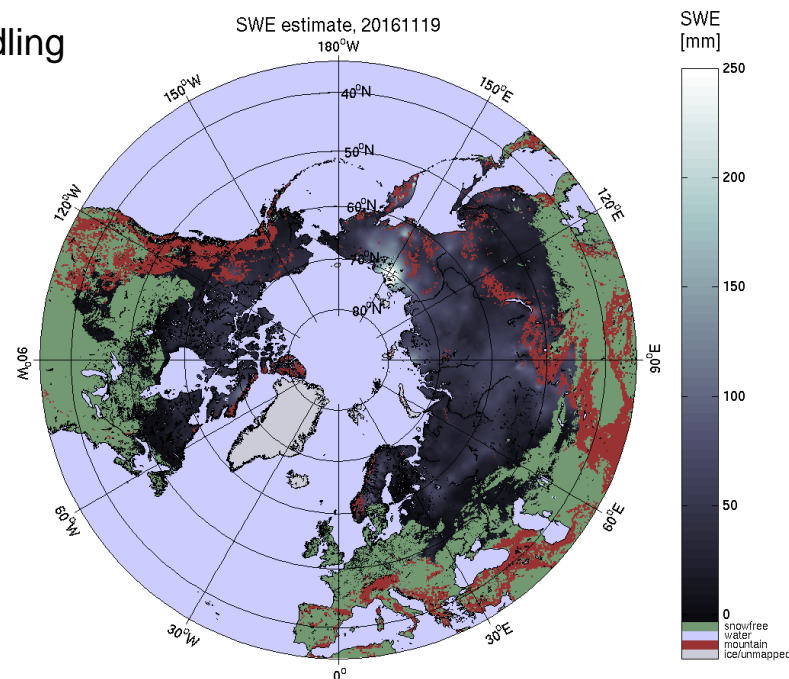 dling
SWE estimate, 20161119
SWE
[mm]
180°W
150°W
150°E
120°W
120°E
90°W
90°E
60°W
60°E
30°W
30°E
0°
40°N
50°N
60°N
70°N
80°N
250
200
150
100
50
0
snowfree
water
mountain
ice/unmapped